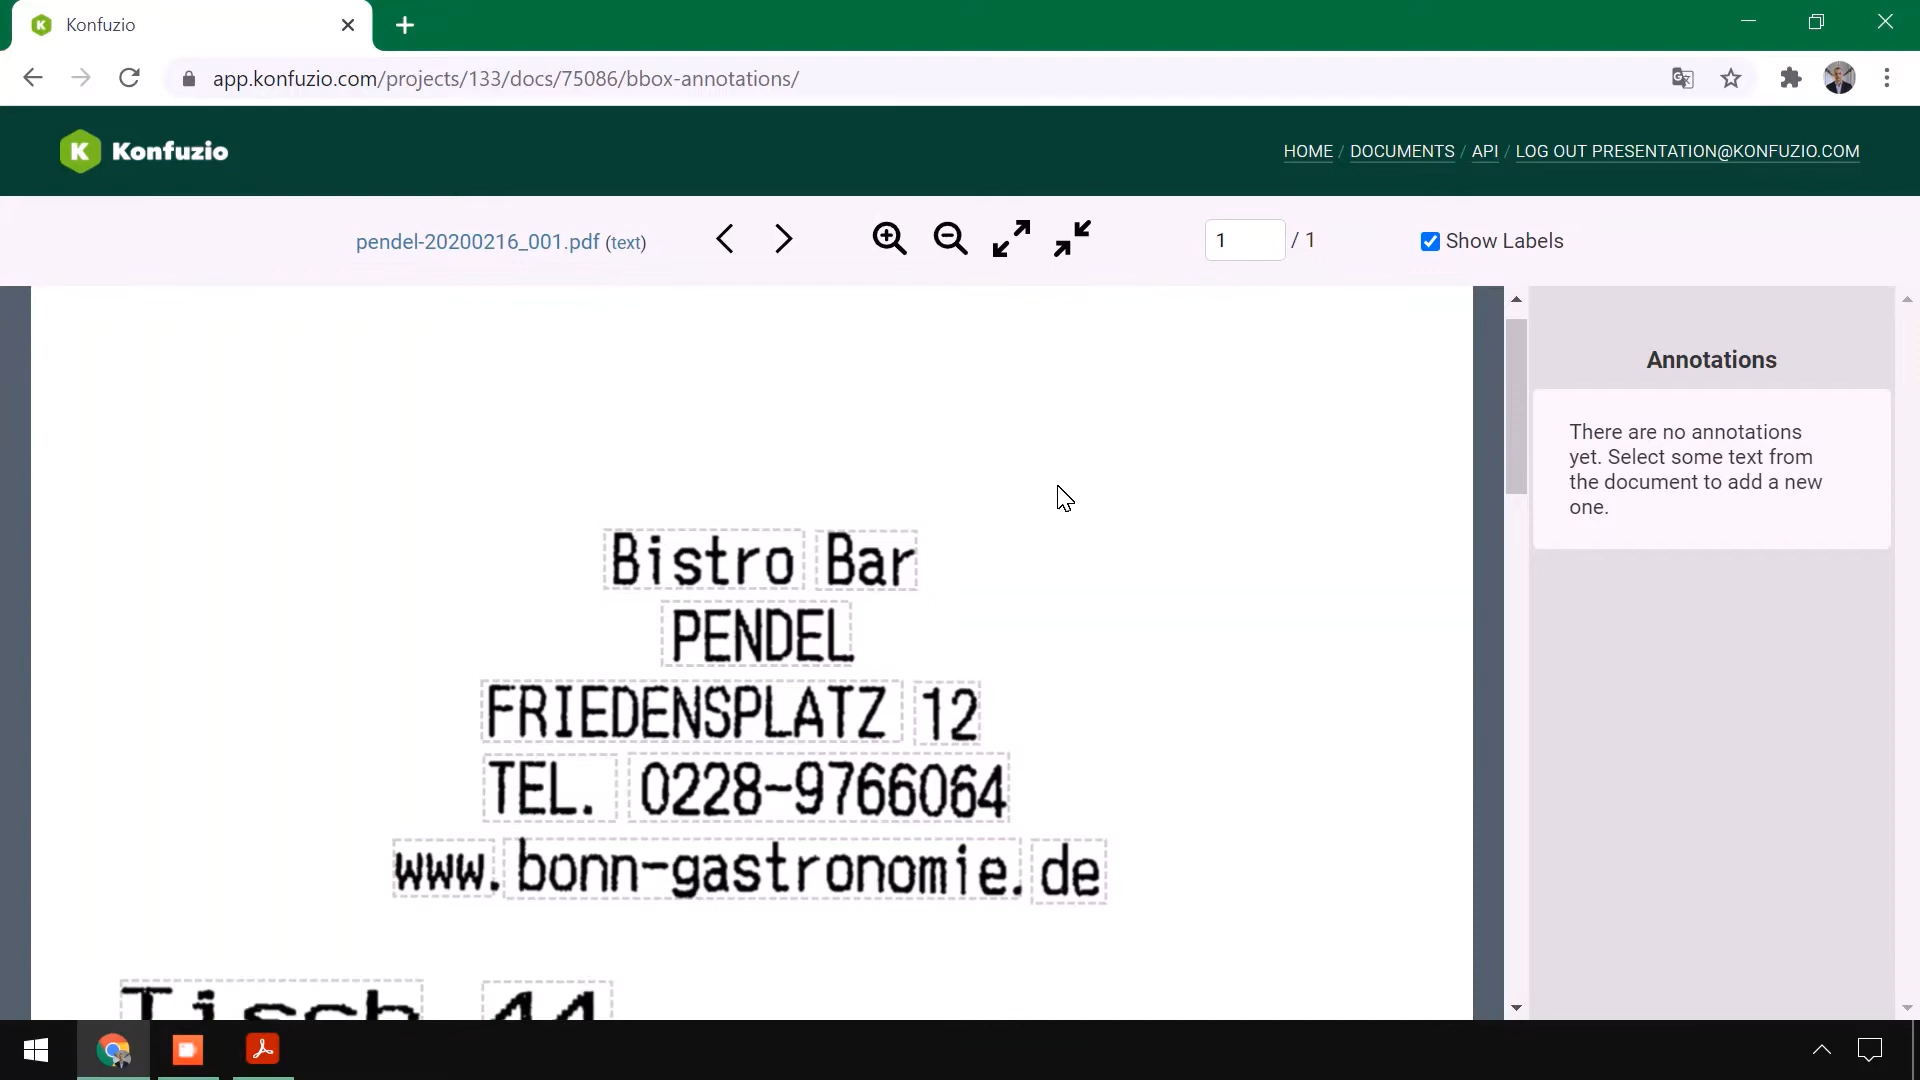 Konfuzio
app.konfuzio.com/projects/133/docs/75086/bbox-annotations/
K Konfuzio
HOME / DOCUMENTS / API / LOG OUT PRESENTATION@KONFUZIO.COM
pendel-20200216_001.pdf (text)
1 / 1
Show Labels
Annotations
There are no annotations
yet. Select some text from
the document to add a new
one.
Bistro Bar
PENDEL
FRIEDENSPLATZ 12
TEL. 0228-9766064
www.bonn-gastronomie.de
Tisch 44